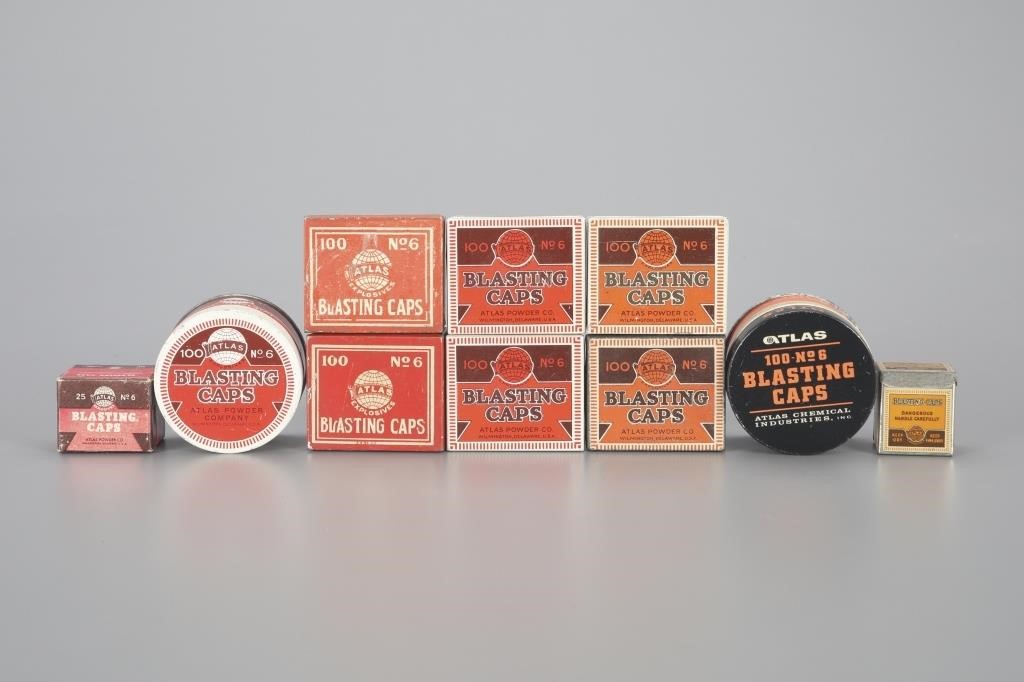 25 ATLAS Nº6
BLASTING
CAPS
ATLAS POWDER CO.
100 ATLAS Nº6
BLASTING
CAPS
ATLAS POWDER
COMPANY
100 Nº6
ATLAS
EXPLOSIVES
BLASTING CAPS
100 ATLAS Nº6
BLASTING
CAPS
ATLAS POWDER CO.
WILMINGTON, DELAWARE, U.S.A.
100 ATLAS Nº6
BLASTING
CAPS
ATLAS POWDER CO.
WILMINGTON, DELAWARE, U.S.A.
100 Nº6
ATLAS
EXPLOSIVES
BLASTING CAPS
100 ATLAS Nº6
BLASTING
CAPS
ATLAS POWDER CO.
WILMINGTON, DELAWARE, U.S.A.
100 ATLAS Nº6
BLASTING
CAPS
ATLAS POWDER CO.
WILMINGTON, DELAWARE, U.S.A.
ATLAS
100-Nº6
BLASTING
CAPS
ATLAS CHEMICAL
INDUSTRIES, INC
BLASTING CAPS
DANGEROUS
HANDLE CAREFULLY